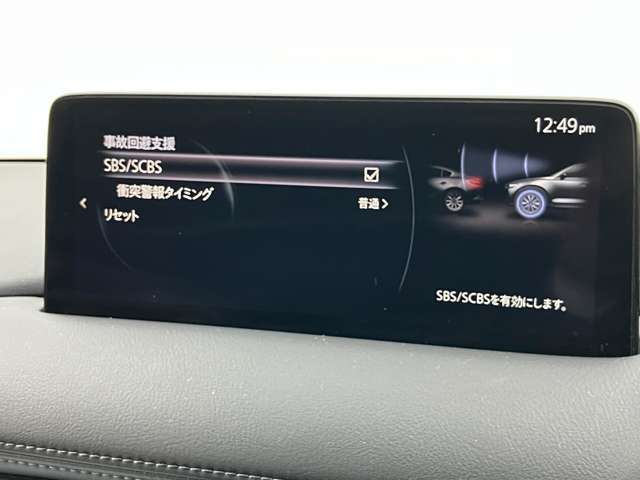 12:49pm
事故回避支援
SBS/SCBS
衝突警報タイミング
普通
リセット
SBS/SCBSを有効にします。